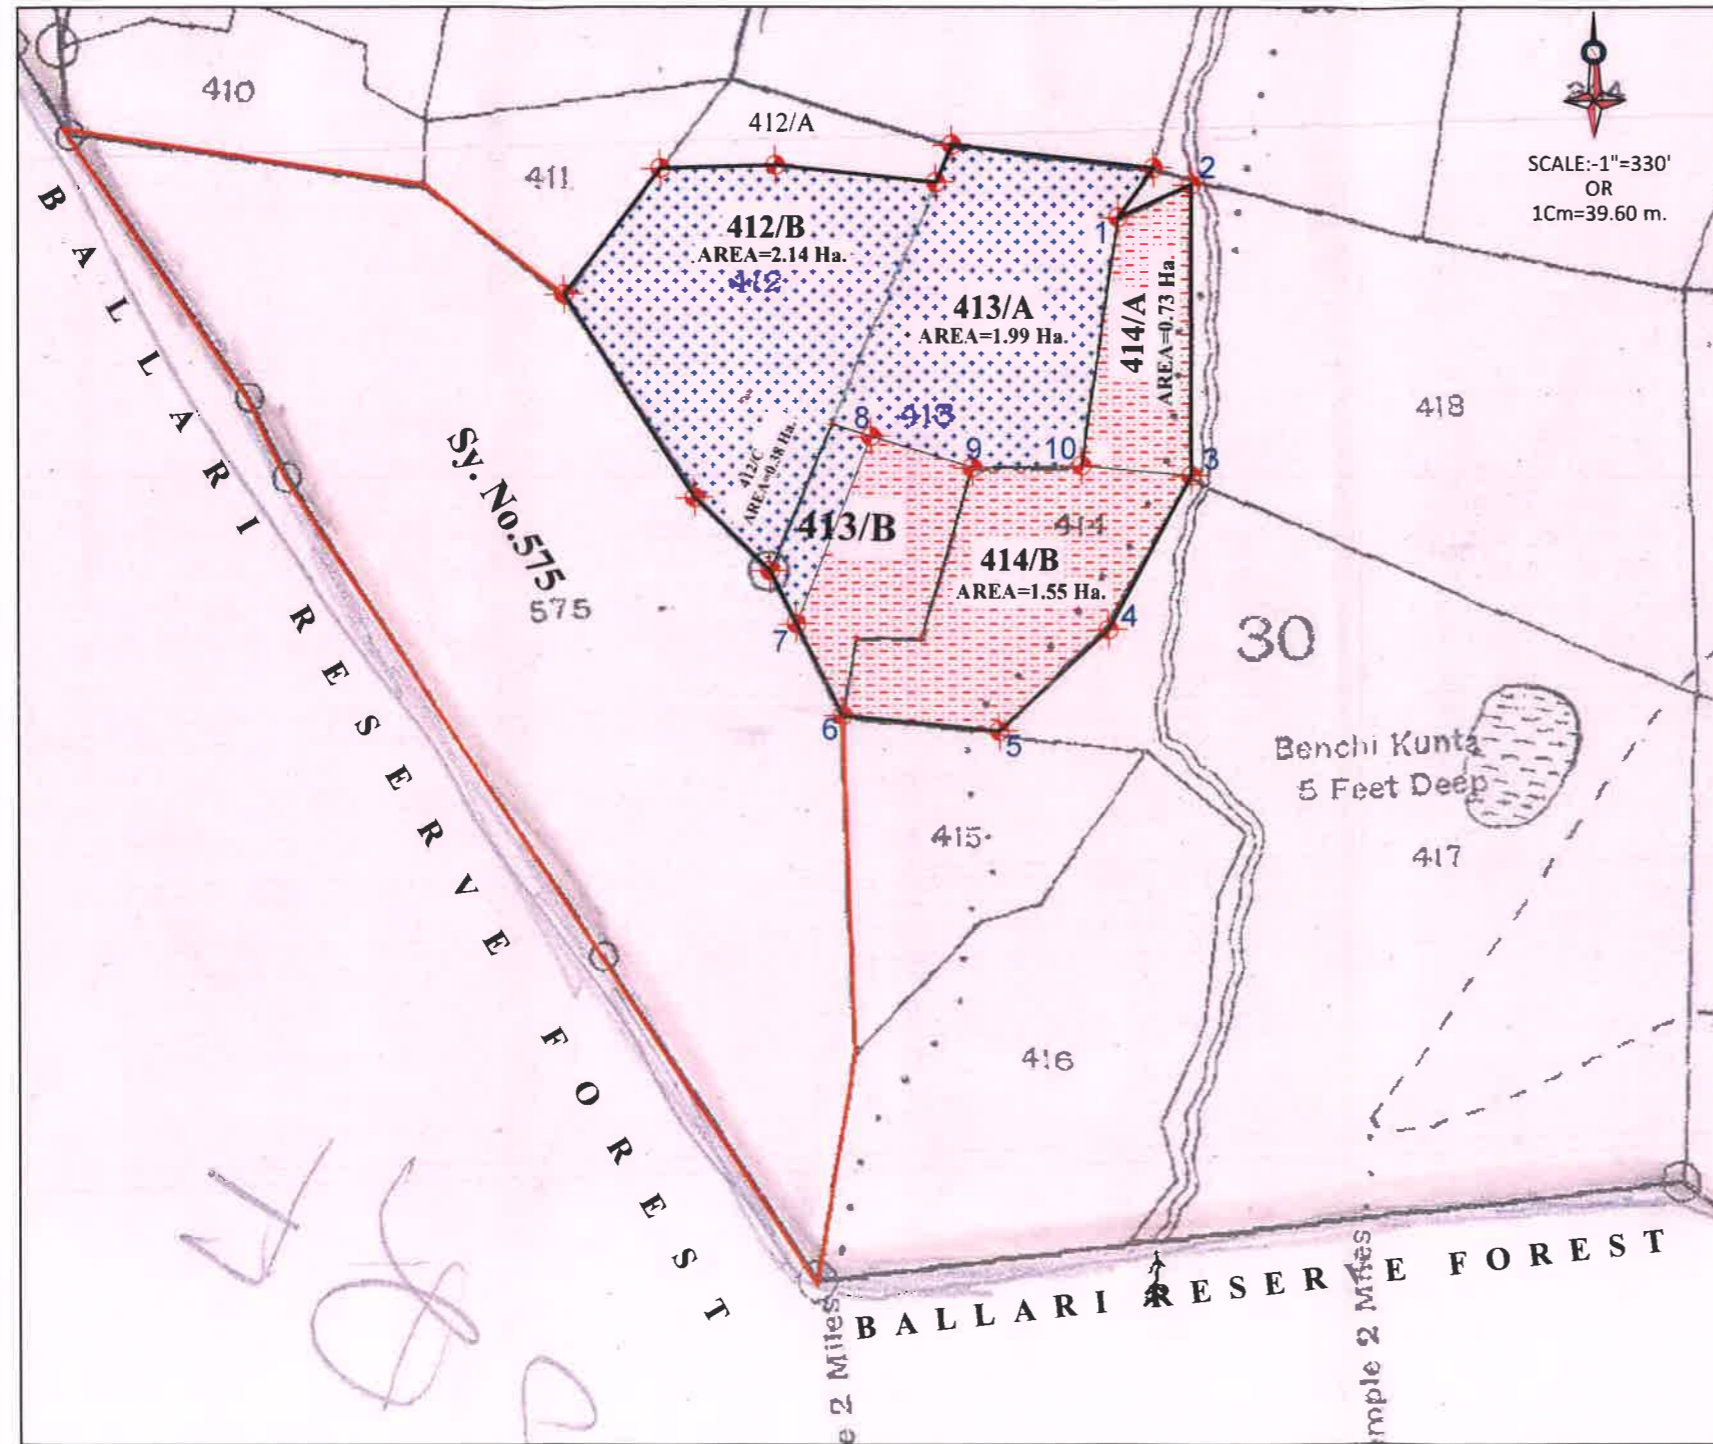 410
412/A
411
2
SCALE:-1"=330'
OR
1Cm=39.60 m.
1
412/B
AREA=2.14 Ha.
412
413/A
AREA=1.99 Ha.
414/A
AREA=0.73 Ha.
418
413
8
9
10
3
412/C
AREA=0.38 Ha.
413/B
414
414/B
AREA=1.55 Ha.
Sy. No.575
575
7
4
30
6
5
Benchi Kunta
5 Feet Deep
415
417
416
BALLARI RESERVE FOREST
BALLARI RESERVE FOREST
e 2 Miles
mple 2 Miles